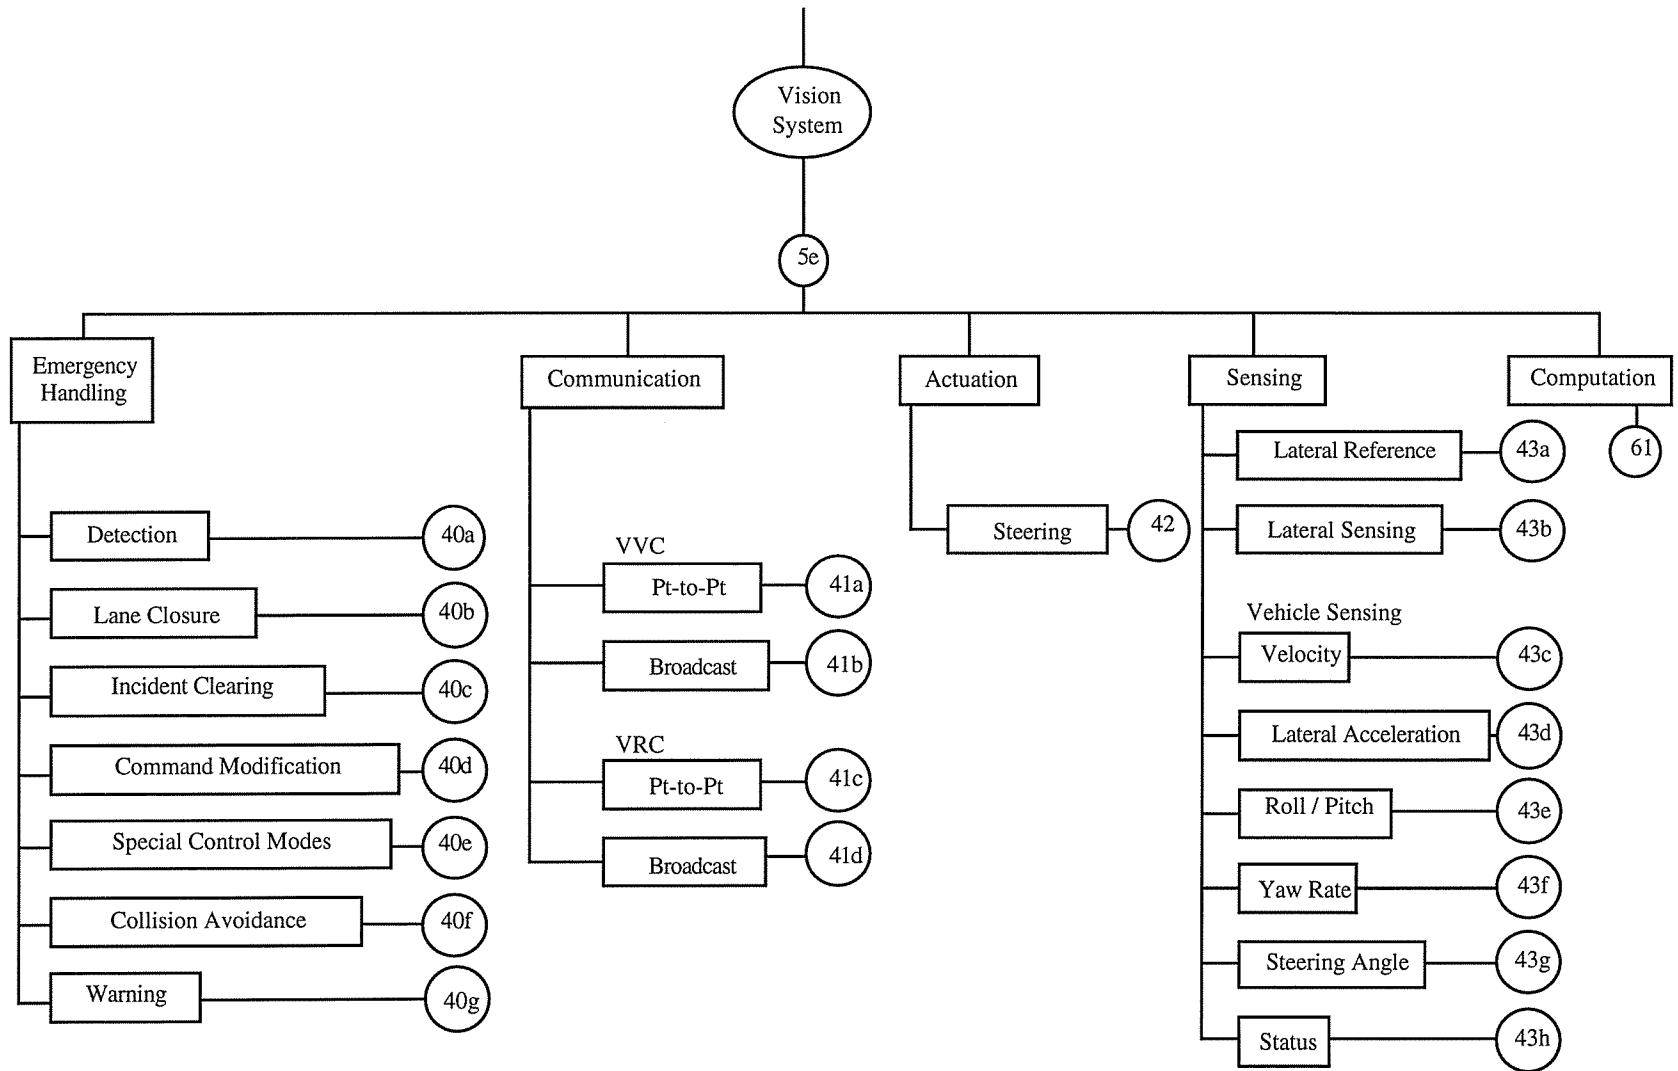 Vision
System
5e
Emergency
Handling
Communication
Actuation
Sensing
Computation
Detection
40a
Lane Closure
40b
Incident Clearing
40c
Command Modification
40d
Special Control Modes
40e
Collision Avoidance
40f
Warning
40g
VVC
Pt-to-Pt
41a
Broadcast
41b
VRC
Pt-to-Pt
41c
Broadcast
41d
Steering
42
Lateral Reference
43a
Lateral Sensing
43b
Vehicle Sensing
Velocity
43c
Lateral Acceleration
43d
Roll / Pitch
43e
Yaw Rate
43f
Steering Angle
43g
Status
43h
61